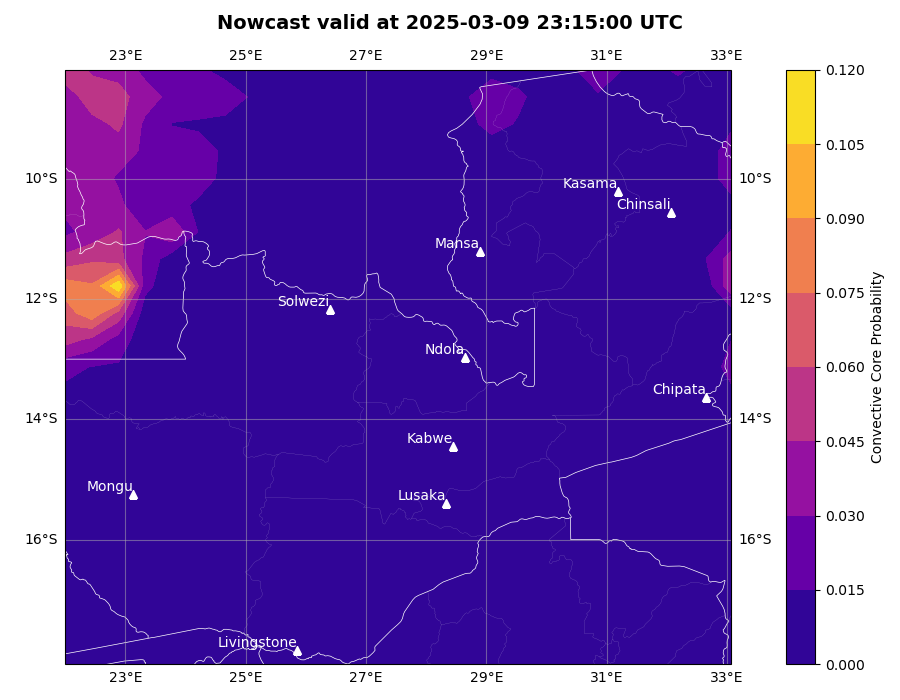 Nowcast valid at 2025-03-09 23:15:00 UTC
23°E 25°E 27°E 29°E 31°E 33°E
0.120
0.105
10°S Kasama 10°S
Chinsali
0.090
Mansa
12°S Solwezi 12°S
0.075
Ndola
0.060
Chipata
14°S 14°S
Kabwe
0.045
Mongu
Lusaka
0.030
16°S 16°S
0.015
Livingstone
0.000
23°E 25°E 27°E 29°E 31°E 33°E
Convective Core Probability